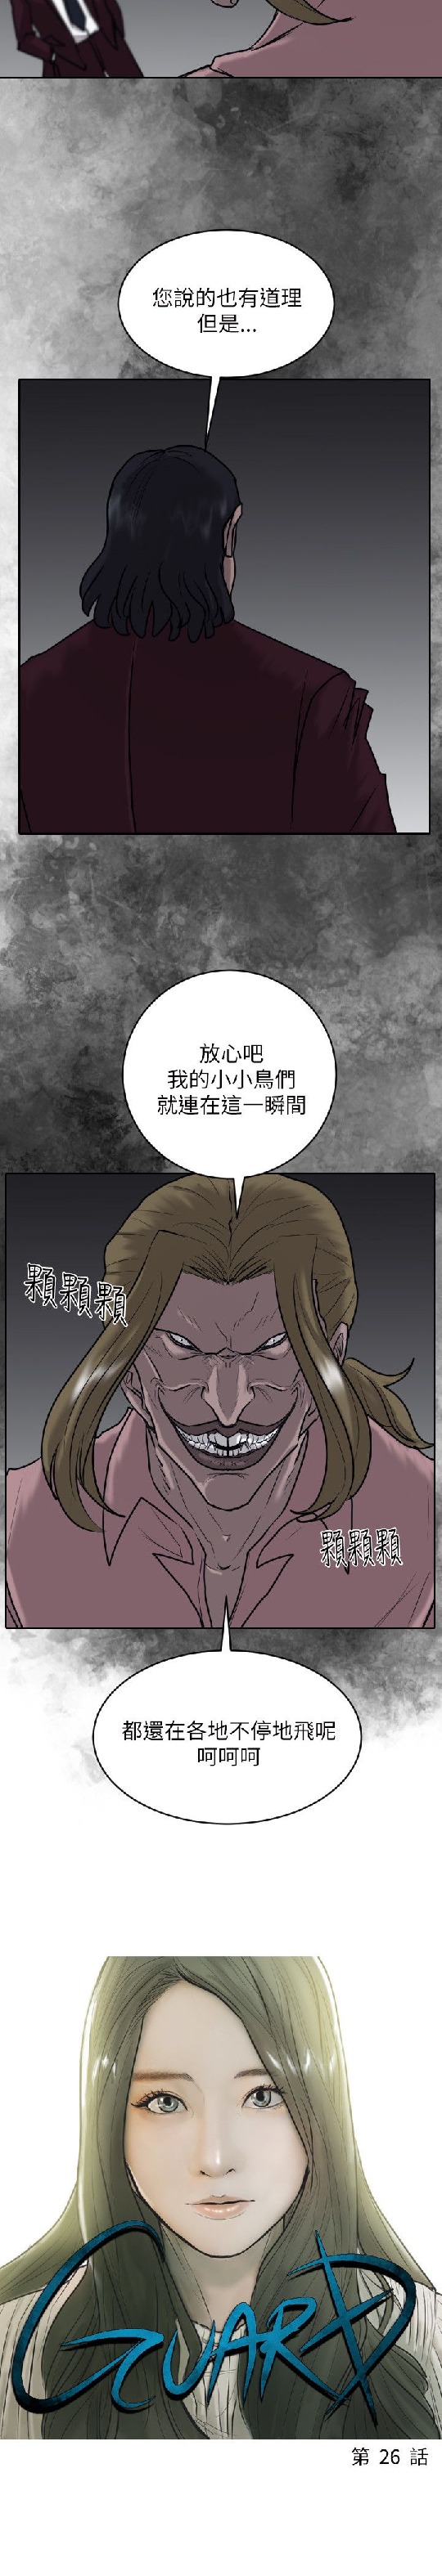 您說的也有道理
但是...
放心吧
我的小小鳥們
就連在這一瞬間
顆顆顆
顆顆顆
都還在各地不停地飛呢
呵呵呵
GUARD
第 26 話